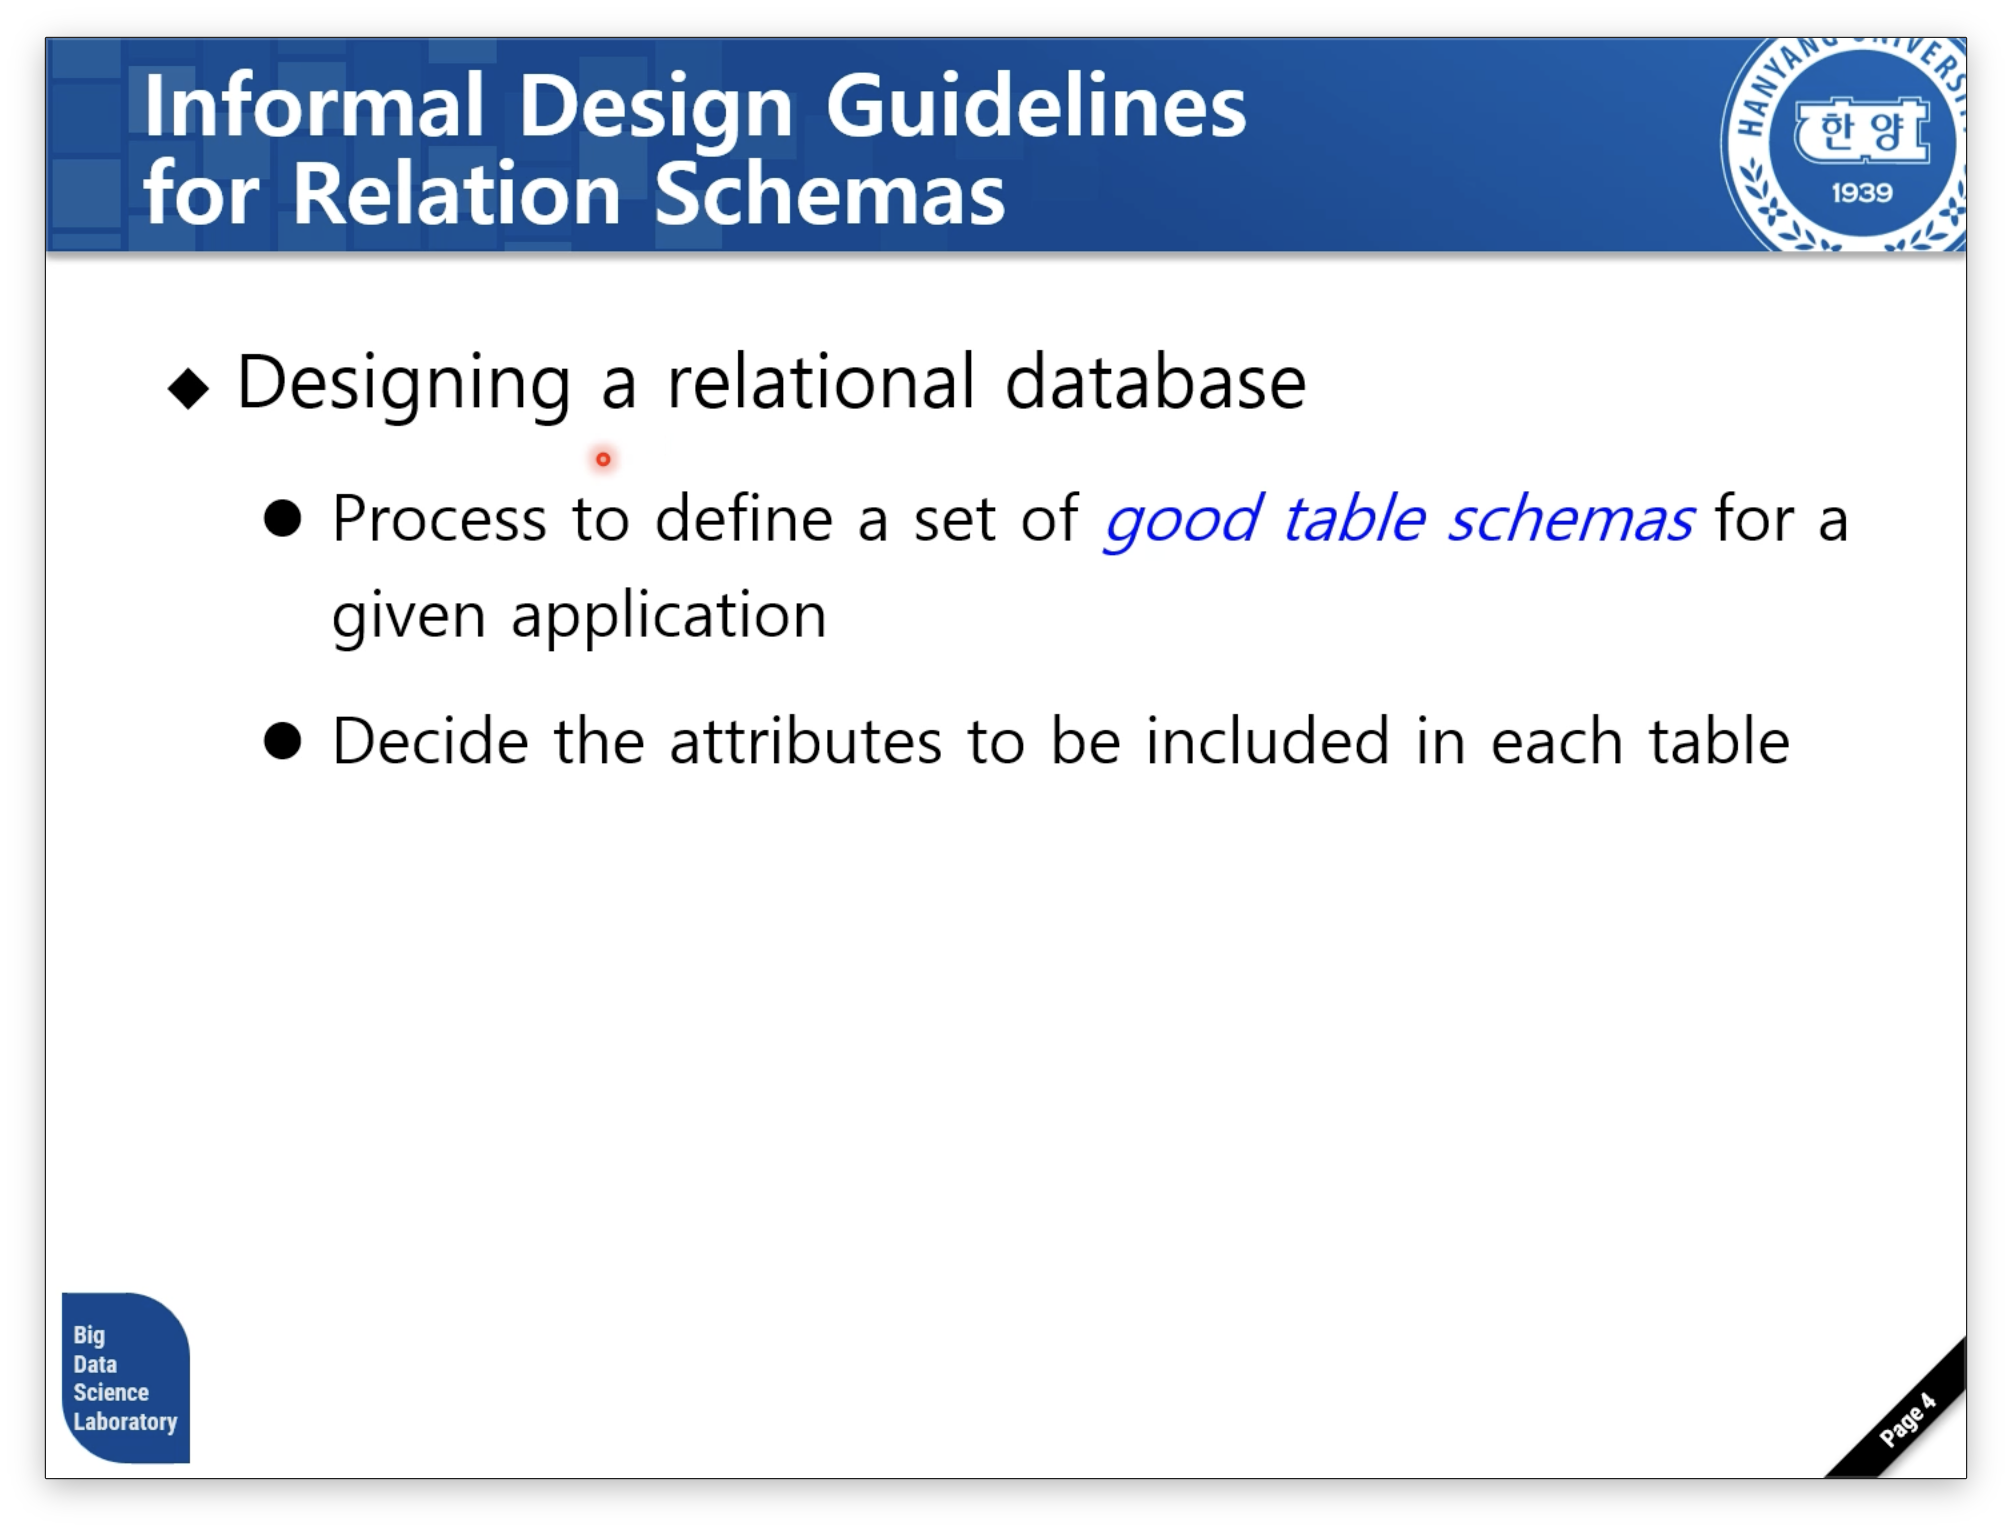 Informal Design Guidelines
for Relation Schemas
HANYANG UNIVERSI
한양
1939
◆ Designing a relational database
● Process to define a set of good table schemas for a
given application
● Decide the attributes to be included in each table
Big
Data
Science
Laboratory
Page 4